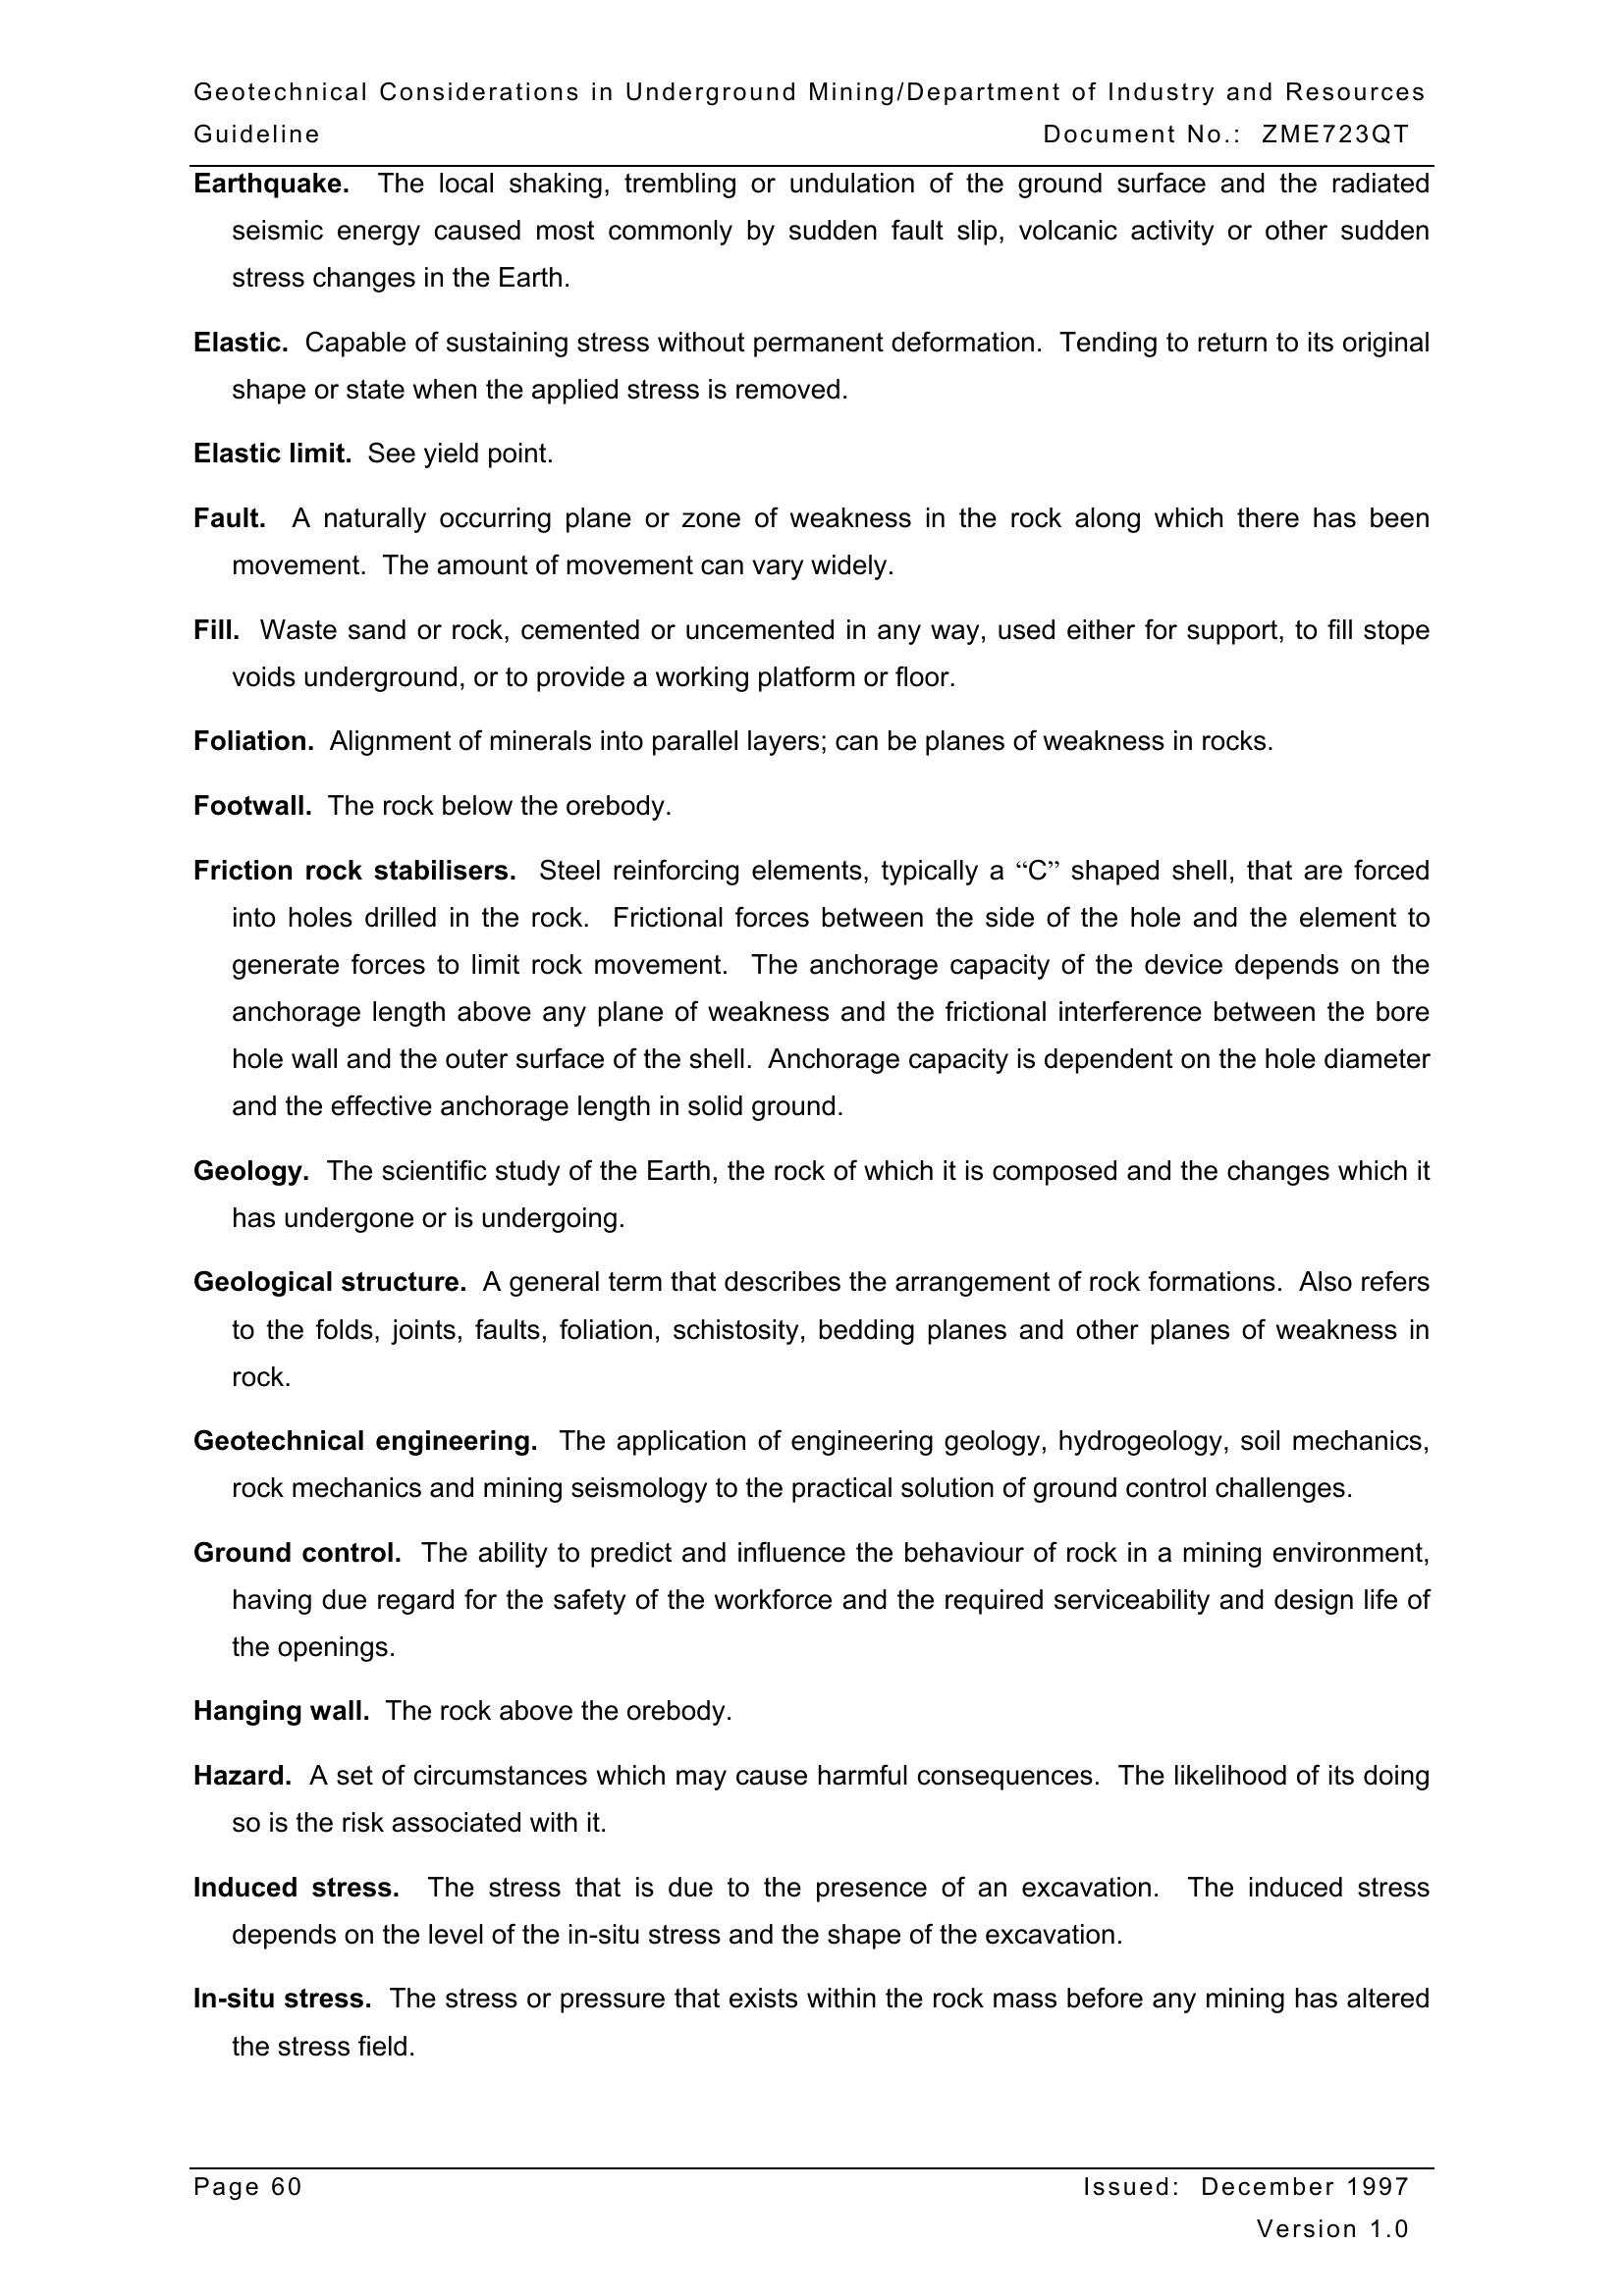 Geotechnical Considerations in Underground Mining/Department of Industry and Resources
Guideline Document No.: ZME723QT
Earthquake. The local shaking, trembling or undulation of the ground surface and the radiated
seismic energy caused most commonly by sudden fault slip, volcanic activity or other sudden
stress changes in the Earth.
Elastic. Capable of sustaining stress without permanent deformation. Tending to return to its original
shape or state when the applied stress is removed.
Elastic limit. See yield point.
Fault. A naturally occurring plane or zone of weakness in the rock along which there has been
movement. The amount of movement can vary widely.
Fill. Waste sand or rock, cemented or uncemented in any way, used either for support, to fill stope
voids underground, or to provide a working platform or floor.
Foliation. Alignment of minerals into parallel layers; can be planes of weakness in rocks.
Footwall. The rock below the orebody.
Friction rock stabilisers. Steel reinforcing elements, typically a “C” shaped shell, that are forced
into holes drilled in the rock. Frictional forces between the side of the hole and the element to
generate forces to limit rock movement. The anchorage capacity of the device depends on the
anchorage length above any plane of weakness and the frictional interference between the bore
hole wall and the outer surface of the shell. Anchorage capacity is dependent on the hole diameter
and the effective anchorage length in solid ground.
Geology. The scientific study of the Earth, the rock of which it is composed and the changes which it
has undergone or is undergoing.
Geological structure. A general term that describes the arrangement of rock formations. Also refers
to the folds, joints, faults, foliation, schistosity, bedding planes and other planes of weakness in
rock.
Geotechnical engineering. The application of engineering geology, hydrogeology, soil mechanics,
rock mechanics and mining seismology to the practical solution of ground control challenges.
Ground control. The ability to predict and influence the behaviour of rock in a mining environment,
having due regard for the safety of the workforce and the required serviceability and design life of
the openings.
Hanging wall. The rock above the orebody.
Hazard. A set of circumstances which may cause harmful consequences. The likelihood of its doing
so is the risk associated with it.
Induced stress. The stress that is due to the presence of an excavation. The induced stress
depends on the level of the in-situ stress and the shape of the excavation.
In-situ stress. The stress or pressure that exists within the rock mass before any mining has altered
the stress field.
Page 60 Issued: December 1997
Version 1.0